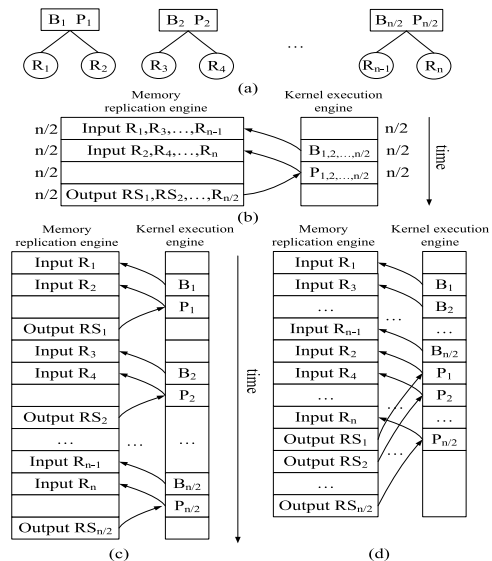 B1 P1
B2 P2
Bn/2 Pn/2
R1 R2 R3 R4 … Rn-1 Rn
(a)
Memory replication engine
Kernel execution engine
n/2 Input R1,R3,…,Rn-1 n/2
n/2 Input R2,R4,…,Rn B1,2,…,n/2 n/2
n/2 P1,2,…,n/2 n/2
n/2 Output RS1,RS2,…,Rn/2
time
(b)
Memory replication engine
Kernel execution engine
Input R1
Input R2 B1
P1
Output RS1
Input R3
Input R4 B2
P2
Output RS2
… … …
Input Rn-1
Input Rn Bn/2
Pn/2
Output RSn/2
time
(c)
Memory replication engine
Kernel execution engine
Input R1
Input R3 B1
… B2
… 
Input Rn-1 …
Input R2 Bn/2
Input R4 P1
… P2
…
Input Rn …
Output RS1 Pn/2
Output RS2 …
…
Output RSn/2
(d)